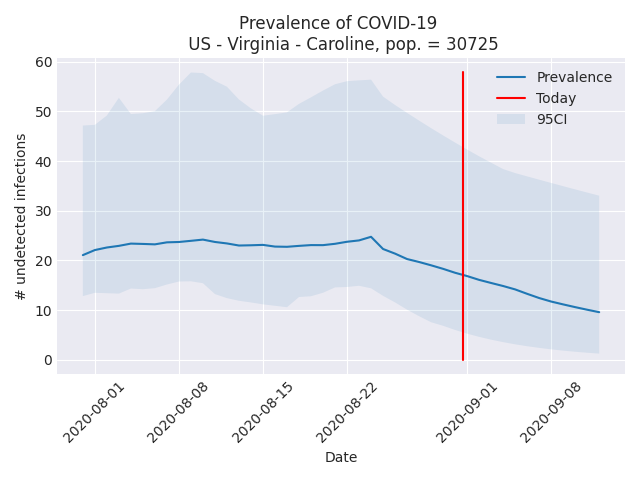 Prevalence of COVID-19
US - Virginia - Caroline, pop. = 30725
60
50
40
30
20
10
0
# undetected infections
Prevalence
Today
95CI
2020-08-01
2020-08-08
2020-08-15
2020-08-22
2020-09-01
2020-09-08
Date